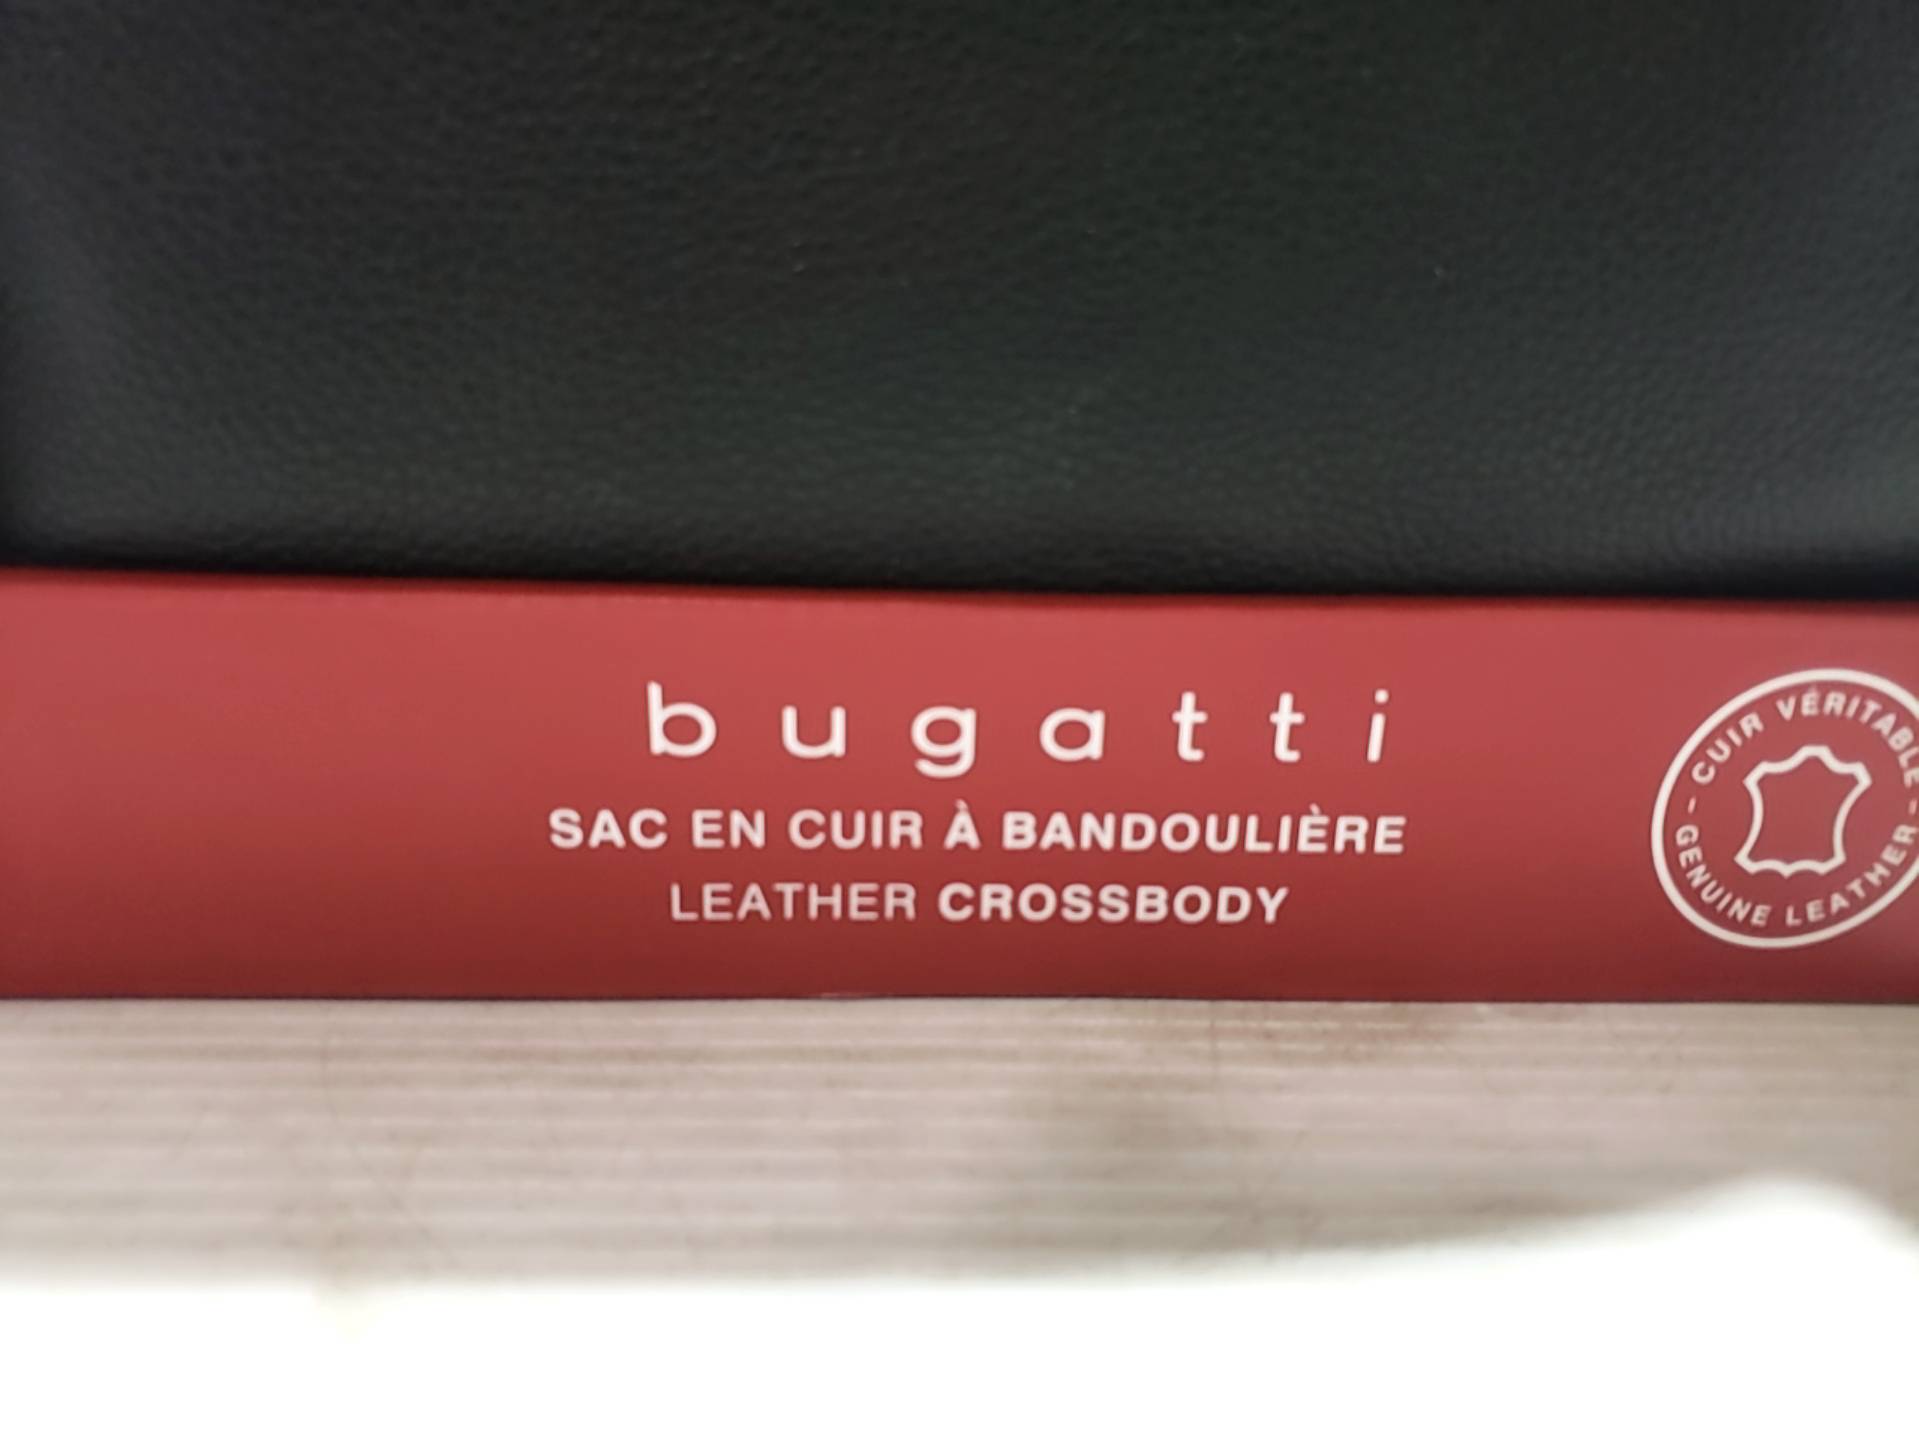 bugatti
SAC EN CUIR À BANDOULIÈRE
LEATHER CROSSBODY
- CUIR VÉRITABLE -
GENUINE LEATHER